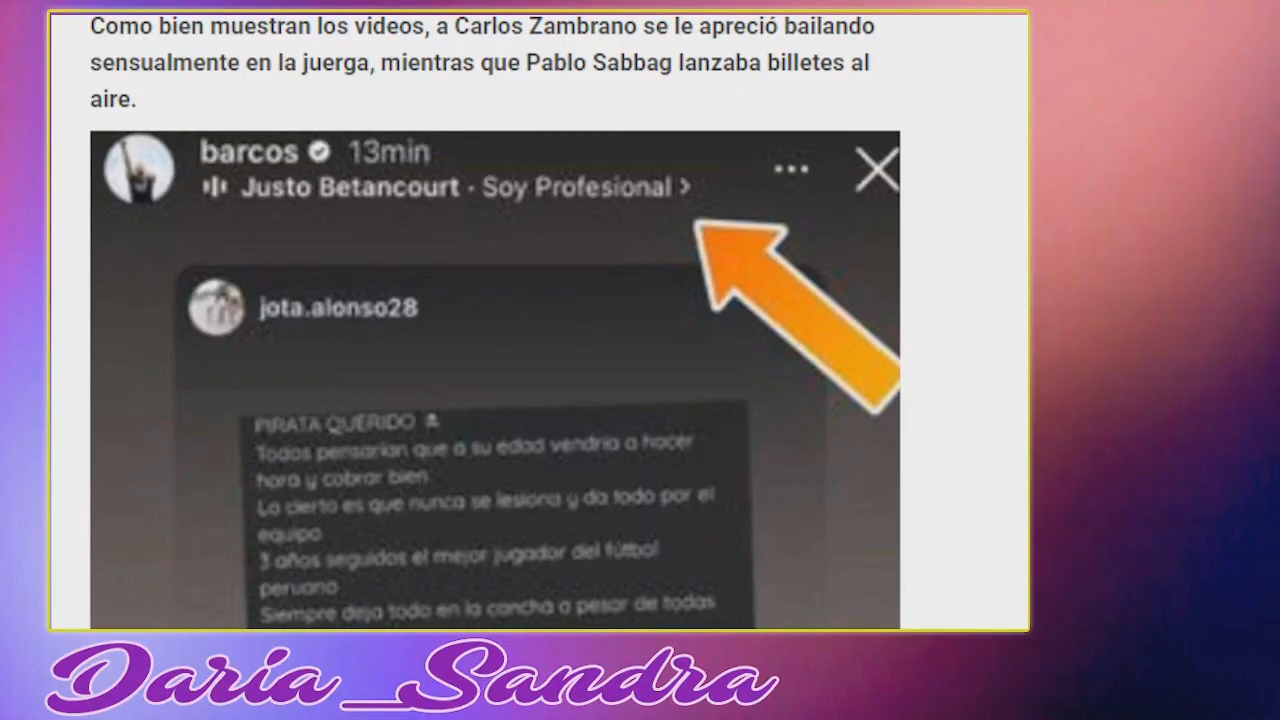 Como bien muestran los videos, a Carlos Zambrano se le apreció bailando
sensualmente en la juerga, mientras que Pablo Sabbag lanzaba billetes al
aire.
barcos 13min
Justo Betancourt · Soy Profesional >
jota.alonso28
PIRATA QUERIDO
Todos pensarian que a su edad vendria a hacer
hora y cobrar bien
Lo cierto es que nunca se lesiona y da todo por el
equipo
3 años seguidos el mejor jugador del fútbol
peruano
Siempre deja todo en la cancha a pesar de todas
Daria_Sandra